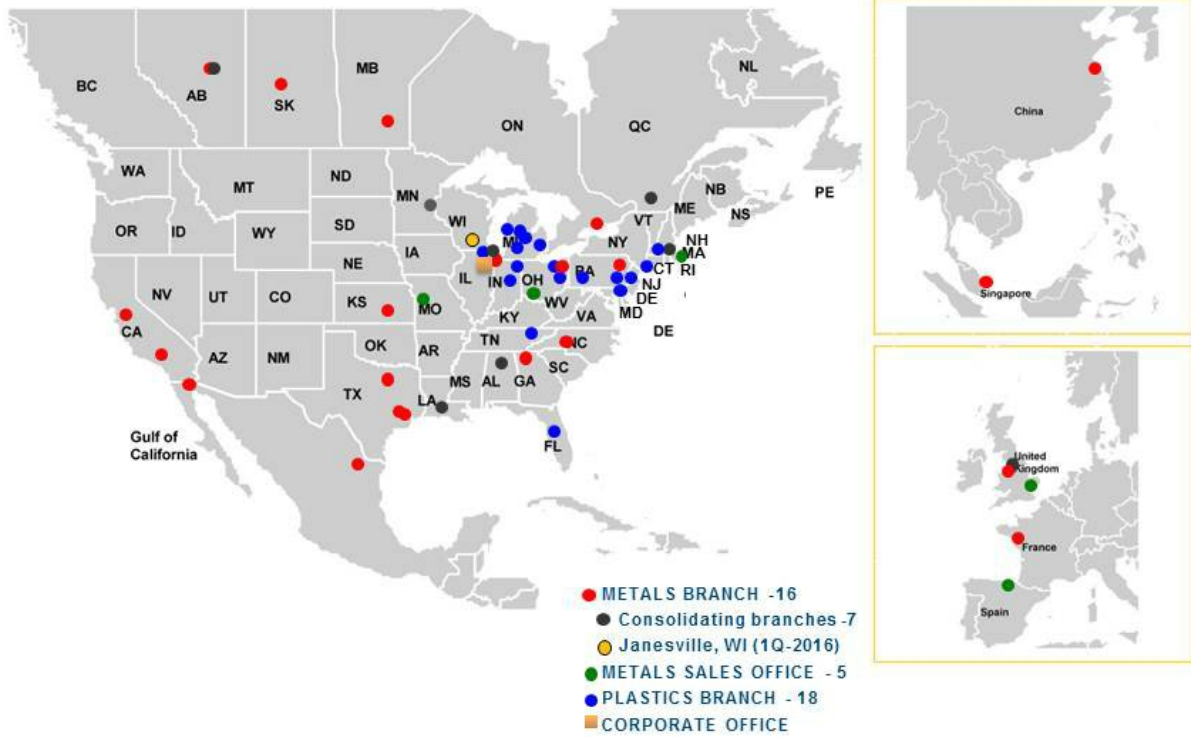 NL
BC
AB
SK
MB
ON
QC
WA
MT
ND
MN
WI
MI
VT
ME
NB
NS
PE
OR
ID
WY
SD
IA
NY
NH
MA
CT
RI
NE
IL
IN
OH
PA
NJ
DE
MD
DE
NV
UT
CO
KS
MO
KY
WV
VA
CA
AZ
NM
OK
AR
TN
NC
SC
TX
LA
MS
AL
GA
FL
Gulf of
California
METALS BRANCH -16
Consolidating branches -7
Janesville, WI (1Q-2016)
METALS SALES OFFICE - 5
PLASTICS BRANCH - 18
CORPORATE OFFICE
China
Singapore
United
Kingdom
France
Spain